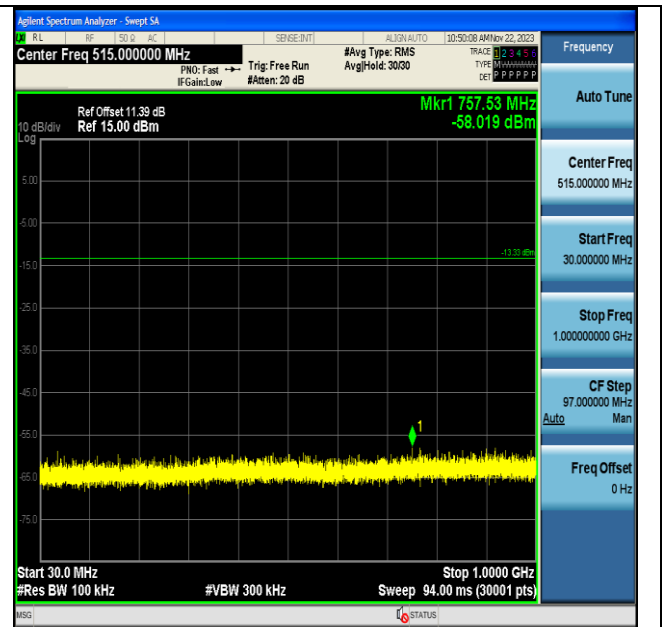 Agilent Spectrum Analyzer - Swept SA
LXI RL RF 50 Ω AC SENSE:INT ALIGN AUTO 10:50:08 AM Nov 22, 2023
Center Freq 515.000000 MHz
PNO: Fast
IFGain:Low
Trig: Free Run
#Atten: 20 dB
#Avg Type: RMS
Avg|Hold: 30/30
TRACE 1 2 3 4 5 6
TYPE M
DET P P P P P P
Ref Offset 11.39 dB
10 dB/div Ref 15.00 dBm
Log
Mkr1 757.53 MHz
-58.019 dBm
5.00
-5.00
-13.33 dBm
-15.0
-25.0
-35.0
-45.0
1
-55.0
-65.0
-75.0
Start 30.0 MHz Stop 1.0000 GHz
#Res BW 100 kHz #VBW 300 kHz Sweep 94.00 ms (30001 pts)
MSG STATUS
Frequency
Auto Tune
Center Freq
515.000000 MHz
Start Freq
30.000000 MHz
Stop Freq
1.000000000 GHz
CF Step
97.000000 MHz
Auto Man
Freq Offset
0 Hz